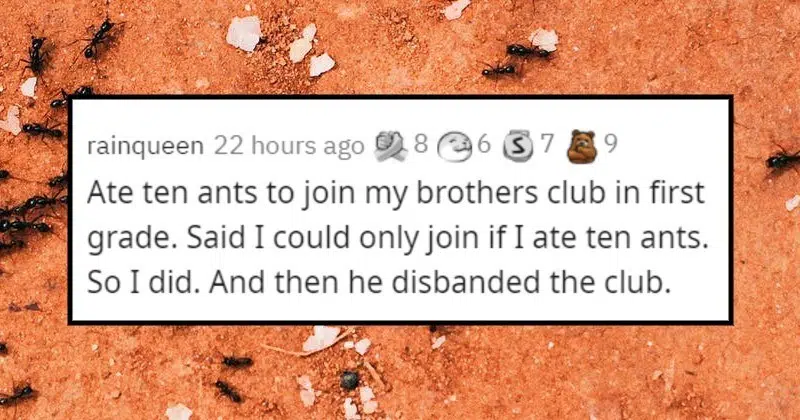 rainqueen 22 hours ago 8 6 S 7 9
Ate ten ants to join my brothers club in first
grade. Said I could only join if I ate ten ants.
So I did. And then he disbanded the club.